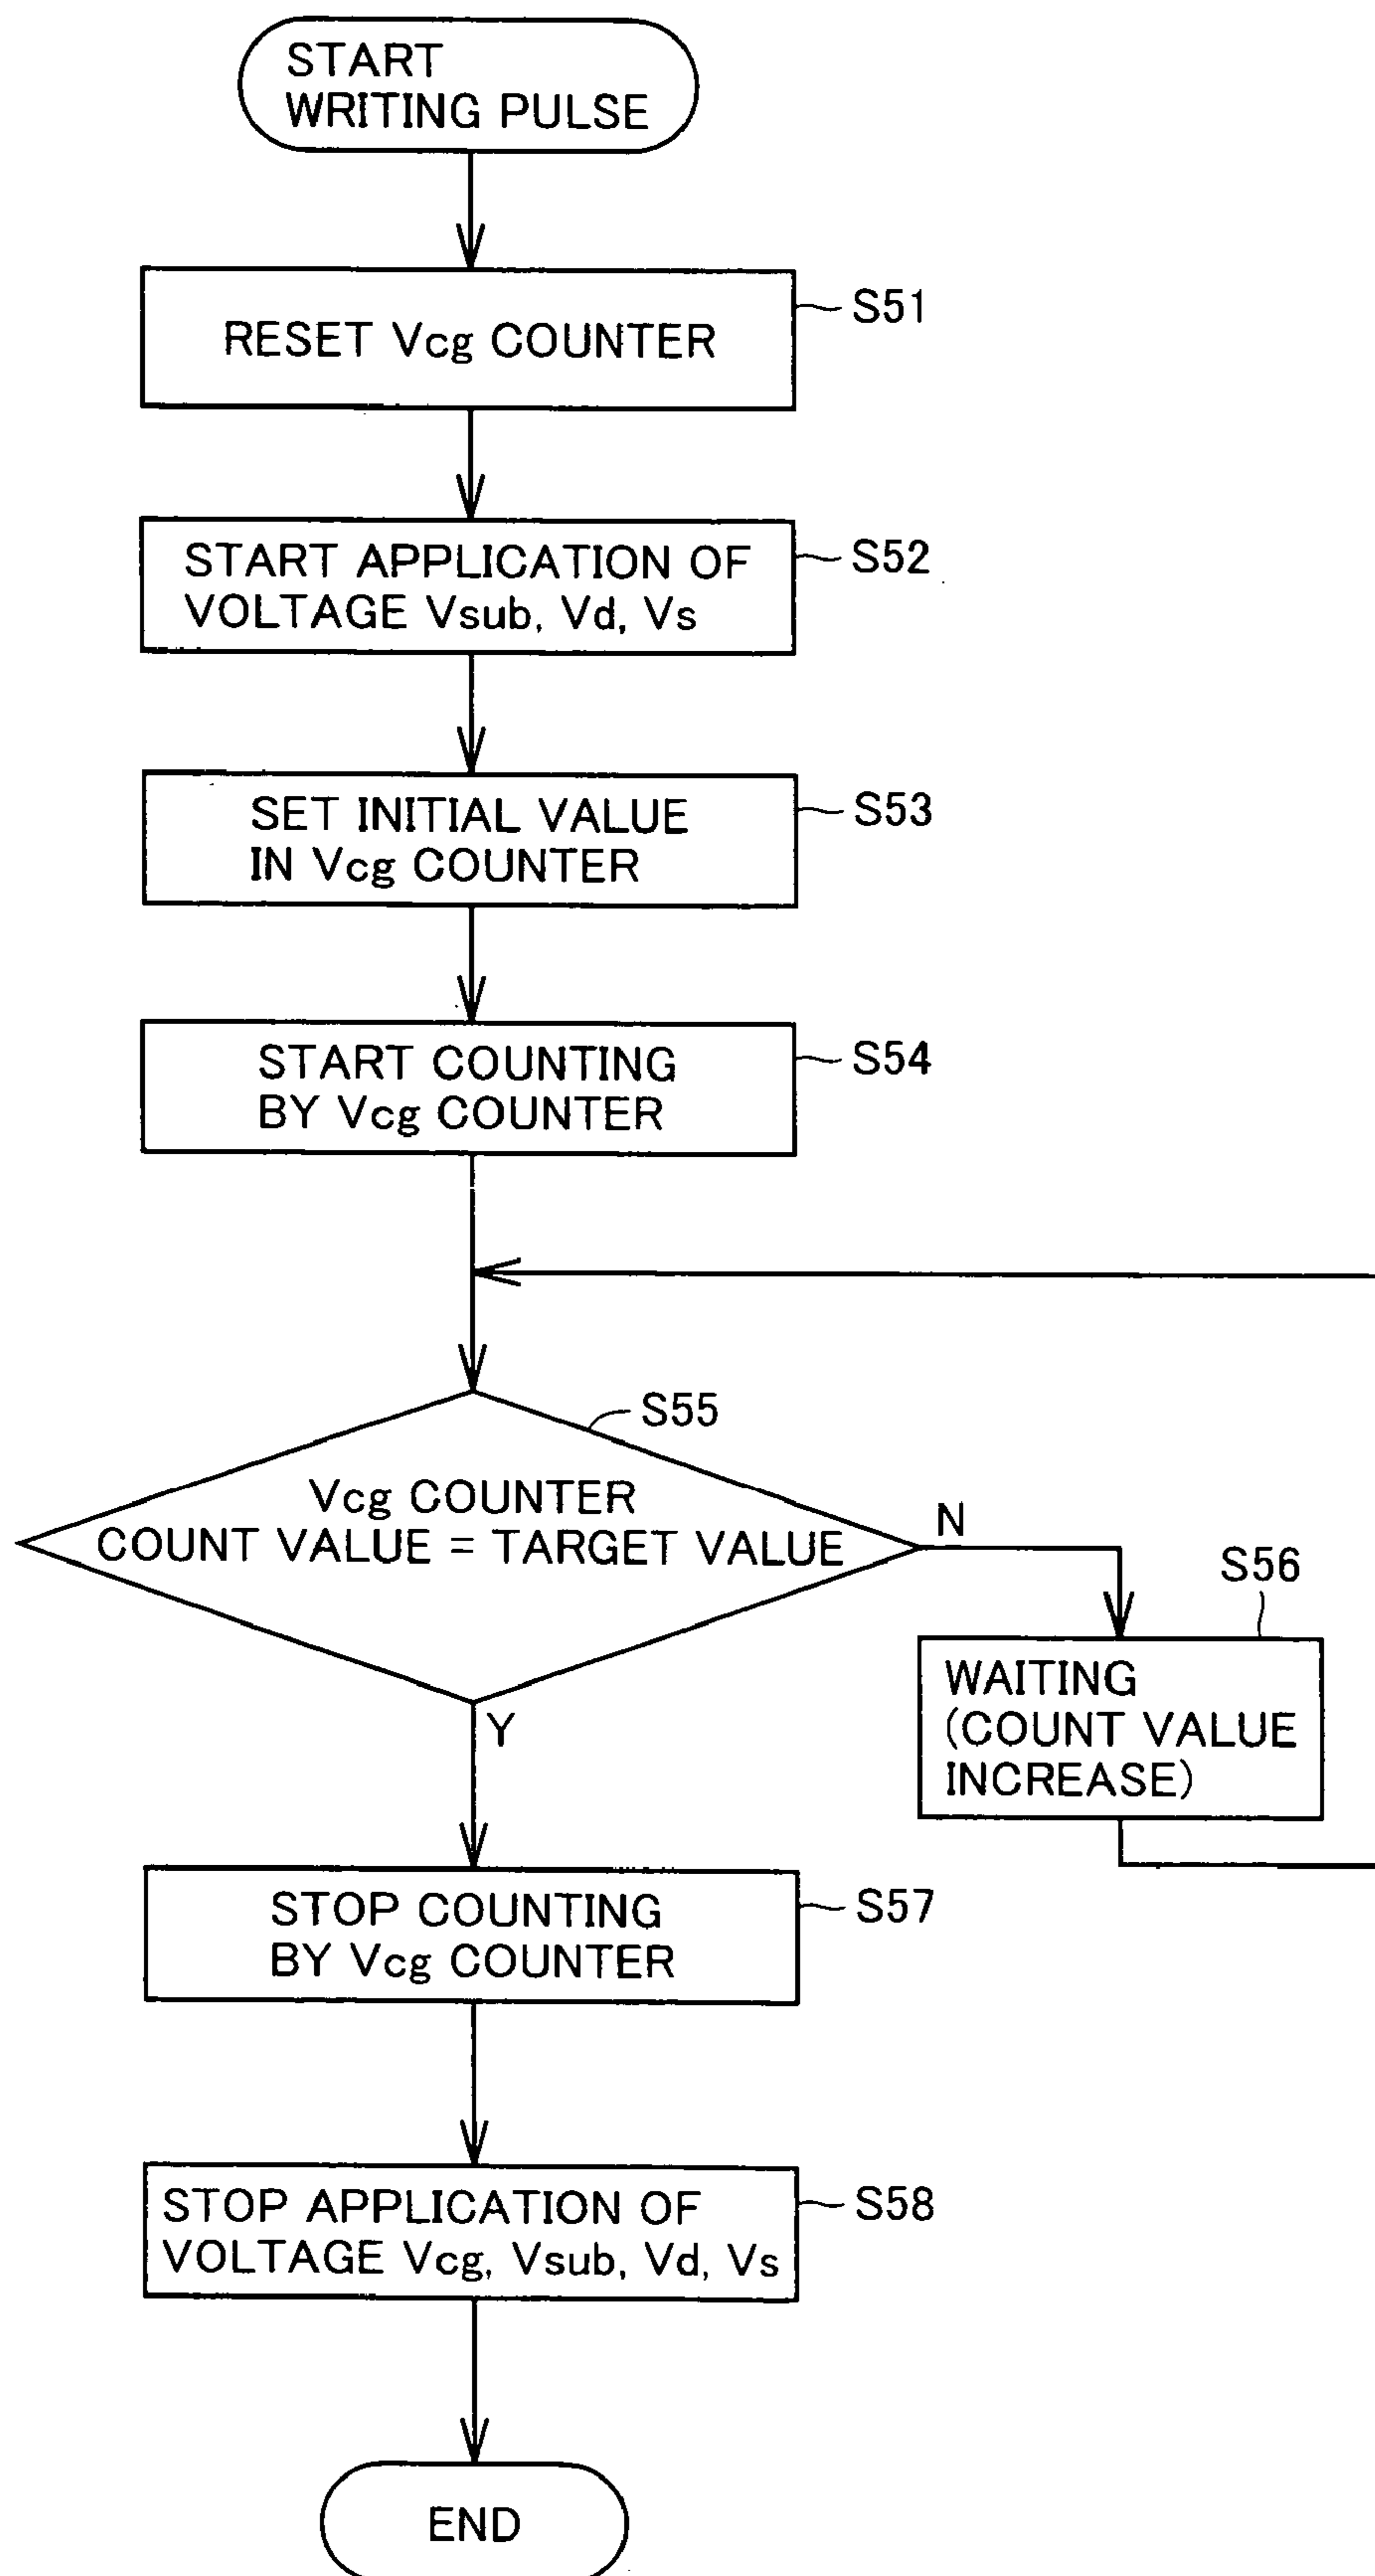 START
WRITING PULSE
RESET Vcg COUNTER
S51
START APPLICATION OF
VOLTAGE Vsub, Vd, Vs
S52
SET INITIAL VALUE
IN Vcg COUNTER
S53
START COUNTING
BY Vcg COUNTER
S54
S55
Vcg COUNTER
COUNT VALUE = TARGET VALUE
N
S56
WAITING
(COUNT VALUE
INCREASE)
Y
STOP COUNTING
BY Vcg COUNTER
S57
STOP APPLICATION OF
VOLTAGE Vcg, Vsub, Vd, Vs
S58
END